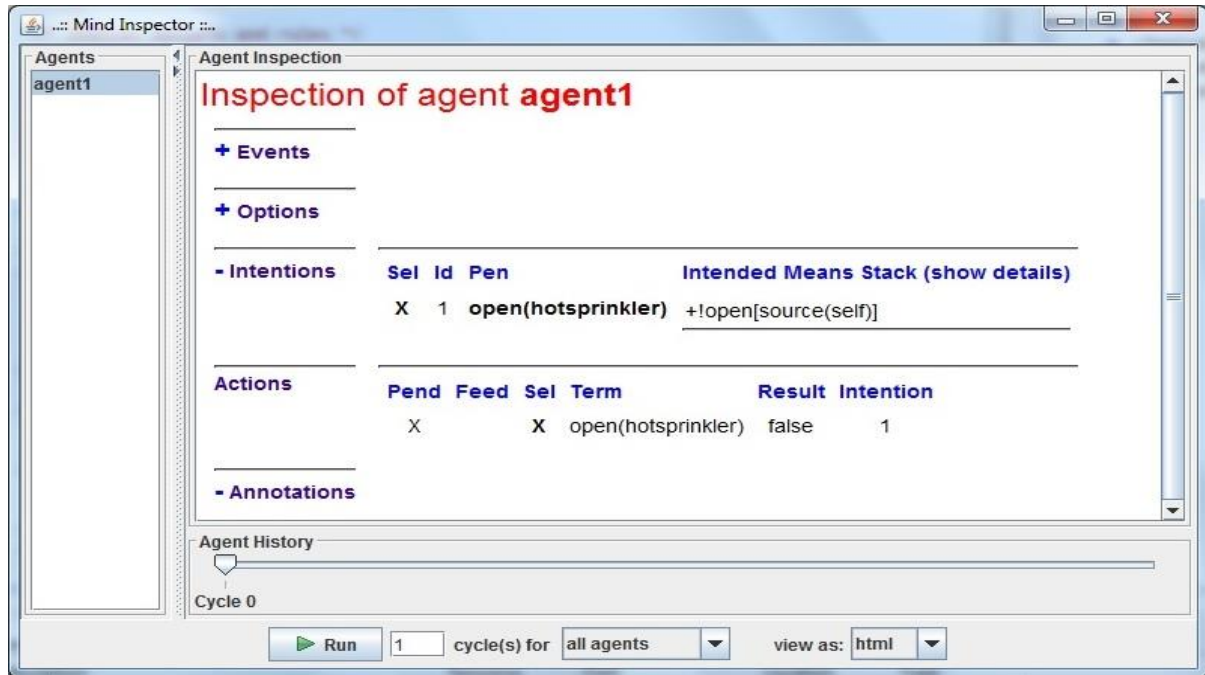 ..:: Mind Inspector ::..
Agents
agent1
Agent Inspection
Inspection of agent agent1
+ Events
+ Options
- Intentions
Sel Id Pen Intended Means Stack (show details)
X 1 open(hotsprinkler) +!open[source(self)]
Actions
Pend Feed Sel Term Result Intention
X X open(hotsprinkler) false 1
- Annotations
Agent History
Cycle 0
Run 1 cycle(s) for all agents view as: html